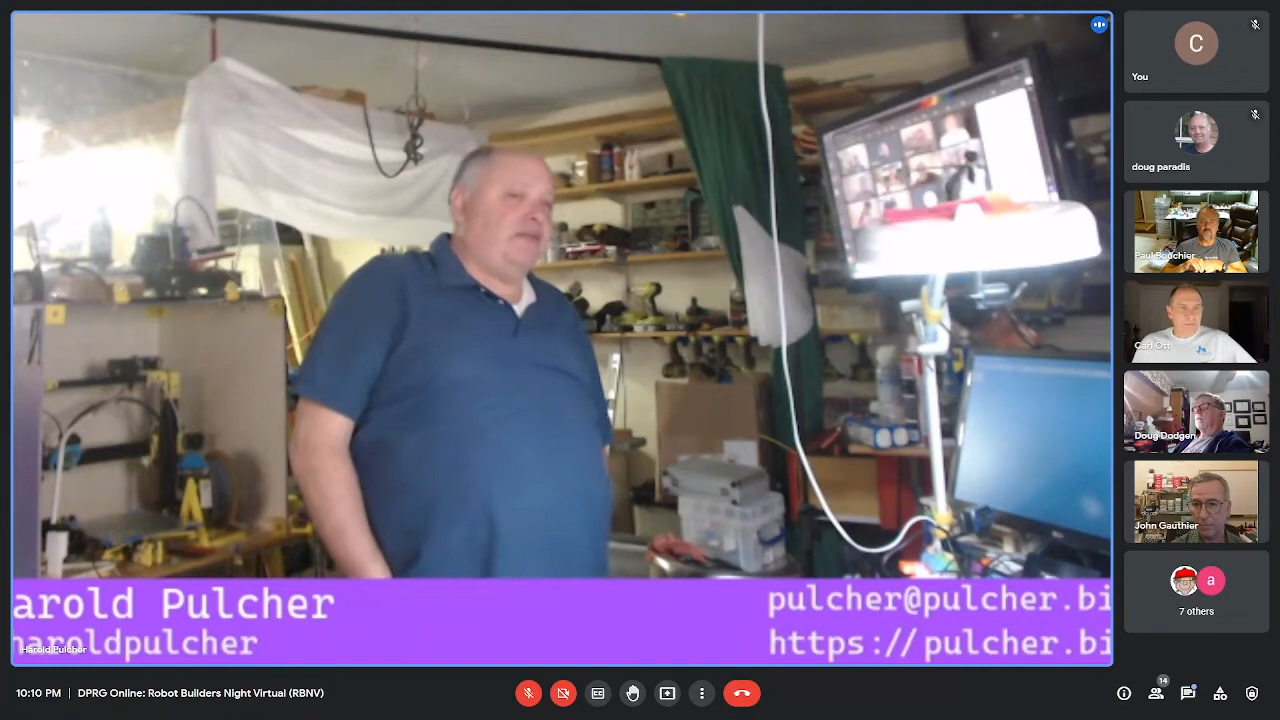 arold Pulcher
haroldpulcher
Harold Pulcher
pulcher@pulcher.bi
https://pulcher.bi
C
You
doug paradis
Paul Bouchier
Carl Ott
Doug Dodgen
John Gauthier
a
7 others
10:10 PM | DPRG Online: Robot Builders Night Virtual (RBNV)
14